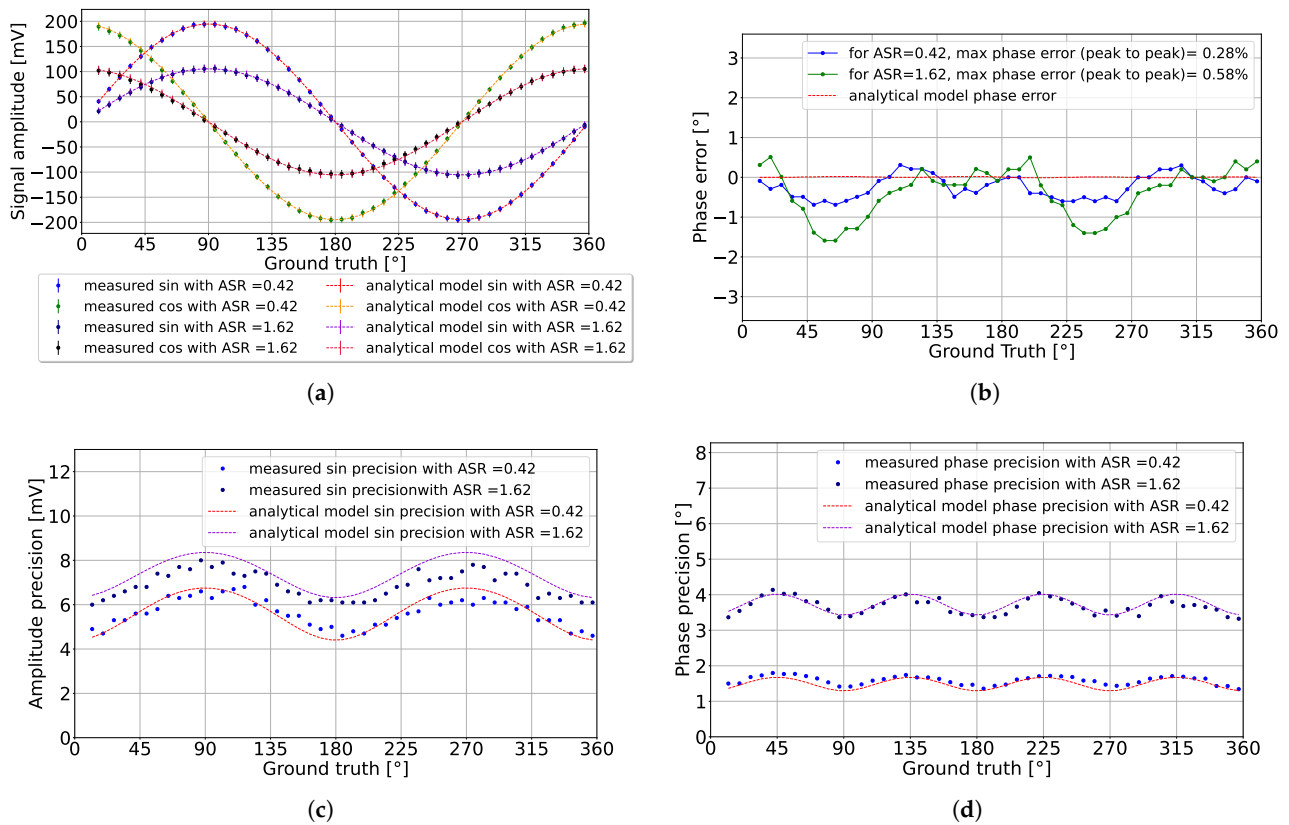 200
150
100
50
0
−50
−100
−150
−200
Signal amplitude [mV]
0 45 90 135 180 225 270 315 360
Ground truth [°]
measured sin with ASR =0.42
measured cos with ASR =0.42
measured sin with ASR =1.62
measured cos with ASR =1.62
analytical model sin with ASR =0.42
analytical model cos with ASR =0.42
analytical model sin with ASR =1.62
analytical model cos with ASR =1.62
(a)
for ASR=0.42, max phase error (peak to peak)= 0.28%
for ASR=1.62, max phase error (peak to peak)= 0.58%
analytical model phase error
3
2
1
0
−1
−2
−3
Phase error [°]
0 45 90 135 180 225 270 315 360
Ground Truth [°]
(b)
measured sin precision with ASR =0.42
measured sin precisionwith ASR =1.62
analytical model sin precision with ASR =0.42
analytical model sin precision with ASR =1.62
12
10
8
6
4
2
0
Amplitude precision [mV]
0 45 90 135 180 225 270 315 360
Ground truth [°]
(c)
measured phase precision with ASR =0.42
measured phase precision with ASR =1.62
analytical model phase precision with ASR =0.42
analytical model phase precision with ASR =1.62
8
7
6
5
4
3
2
1
0
Phase precision [°]
0 45 90 135 180 225 270 315 360
Ground truth [°]
(d)